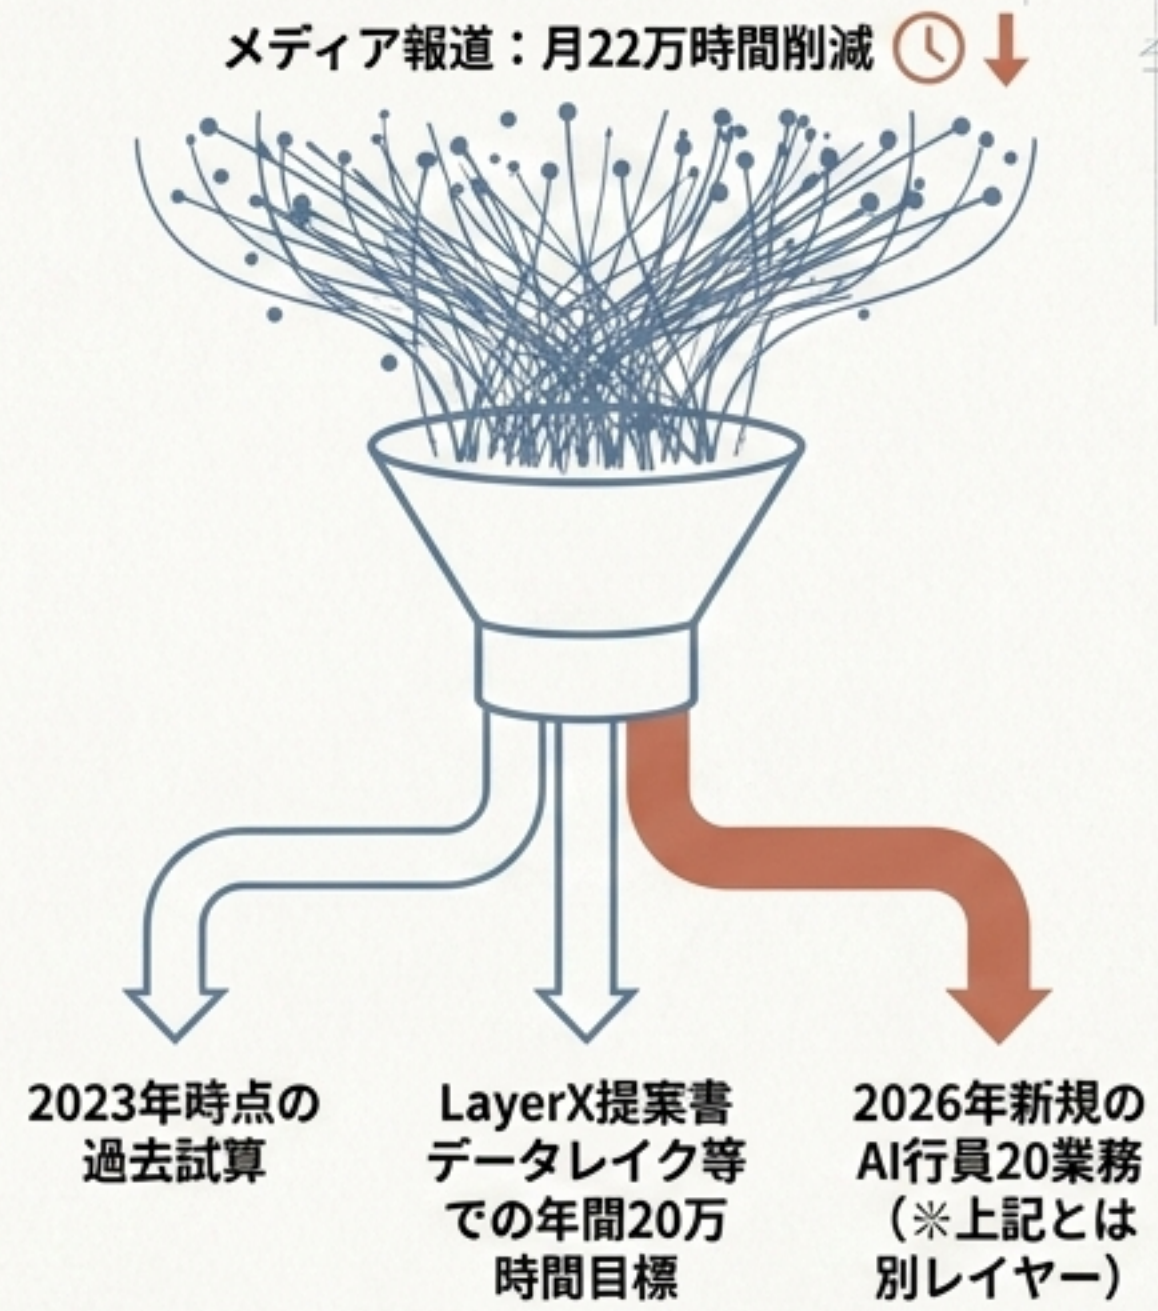 メディア報道：月22万時間削減
2023年時点の
過去試算
LayerX提案書
データレイク等
での年間20万
時間目標
2026年新規の
AI行員20業務
（※上記とは
別レイヤー）